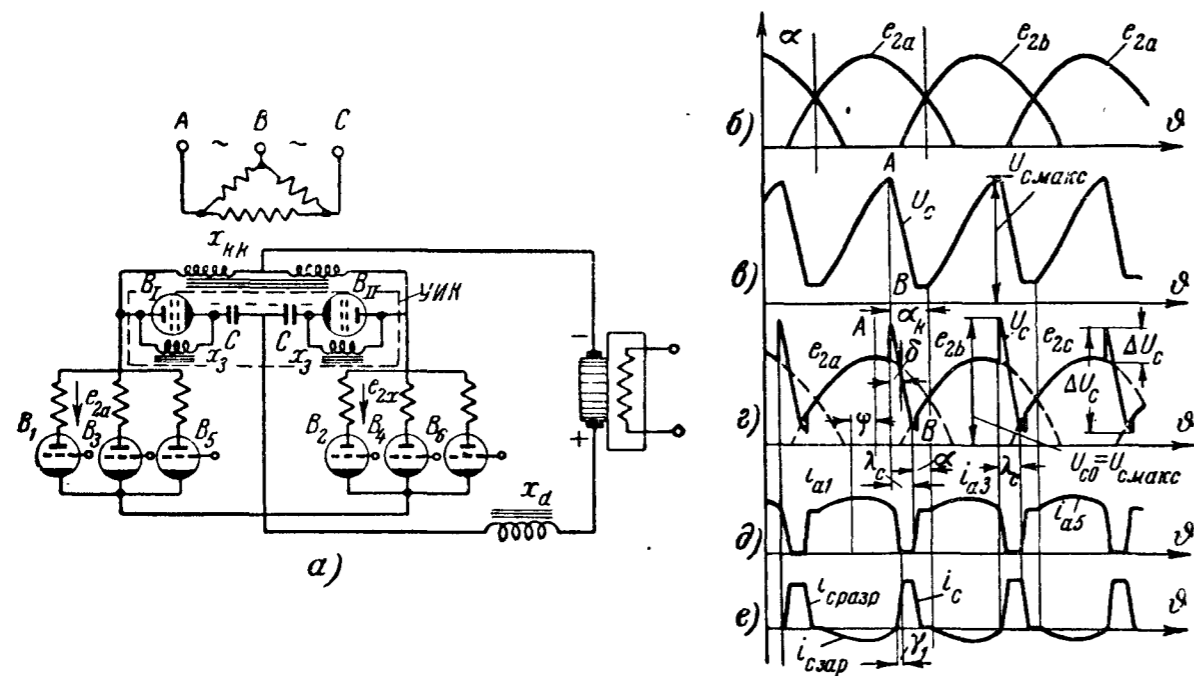 A ~ B ~ C
x_нн
B_I
B_II
УИК
C
C
x_з
x_з
e_2a
e_2x
B_1
B_3
B_5
B_2
B_4
B_6
−
+
x_d
а)
α
e_2a
e_2b
e_2a
б)
ϑ
A
U_c
U_c макс
B
в)
ϑ
α_к
A
U_c
e_2a
δ
e_2b
e_2c
ΔU_c
ΔU_c
г)
φ
B
ϑ
λ_c
α
λ_c
U_c0=U_c макс
i_a1
i_a3
i_a5
д)
ϑ
i_c разр
i_c
е)
ϑ
i_c зар
γ_1